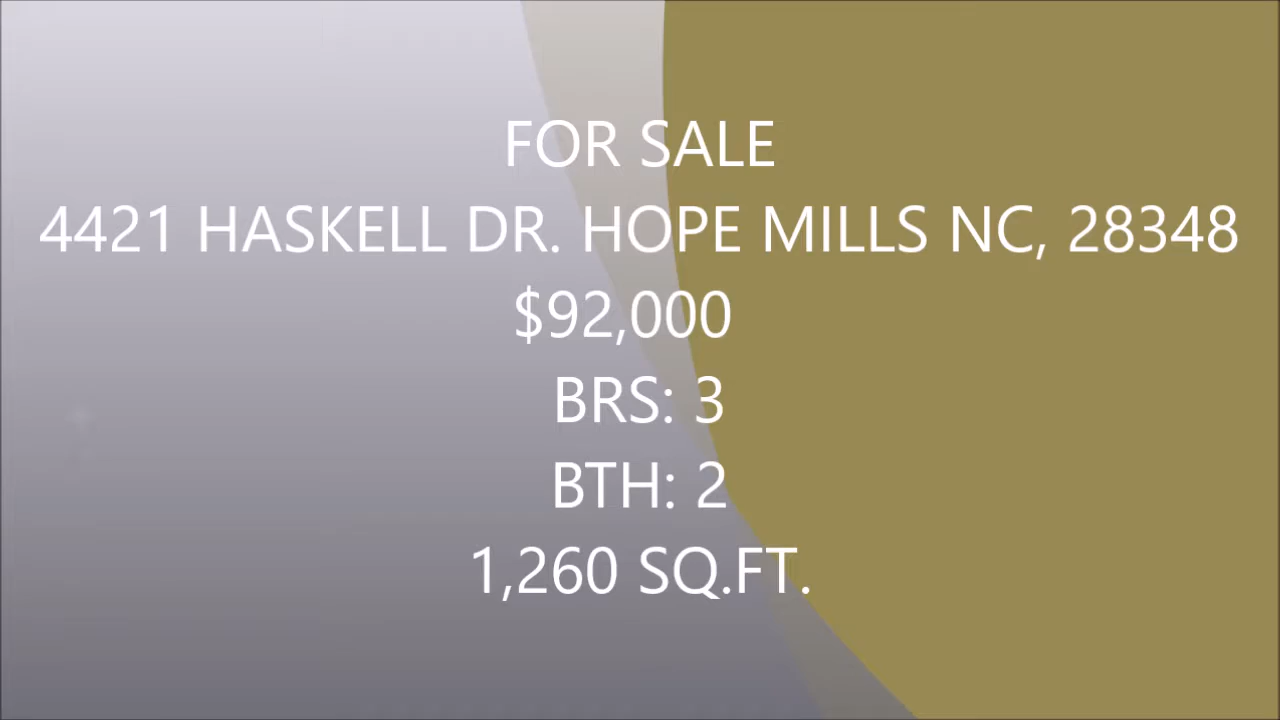 FOR SALE
4421 HASKELL DR. HOPE MILLS NC, 28348
$92,000
BRS: 3
BTH: 2
1,260 SQ.FT.